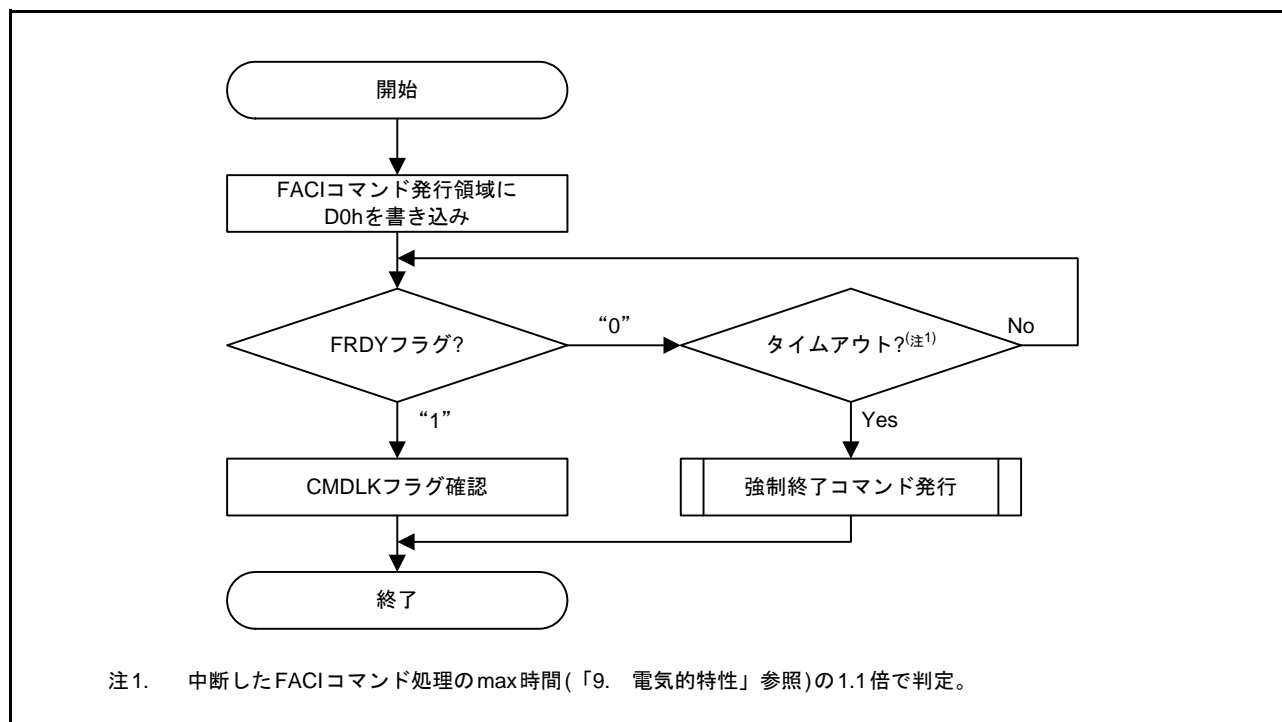 開始
FACIコマンド発行領域に
D0hを書き込み
FRDYフラグ?
“0”
タイムアウト?(注1)
No
“1”
Yes
CMDLKフラグ確認
強制終了コマンド発行
終了
注1. 中断したFACIコマンド処理のmax時間(「9. 電気的特性」参照)の1.1倍で判定。